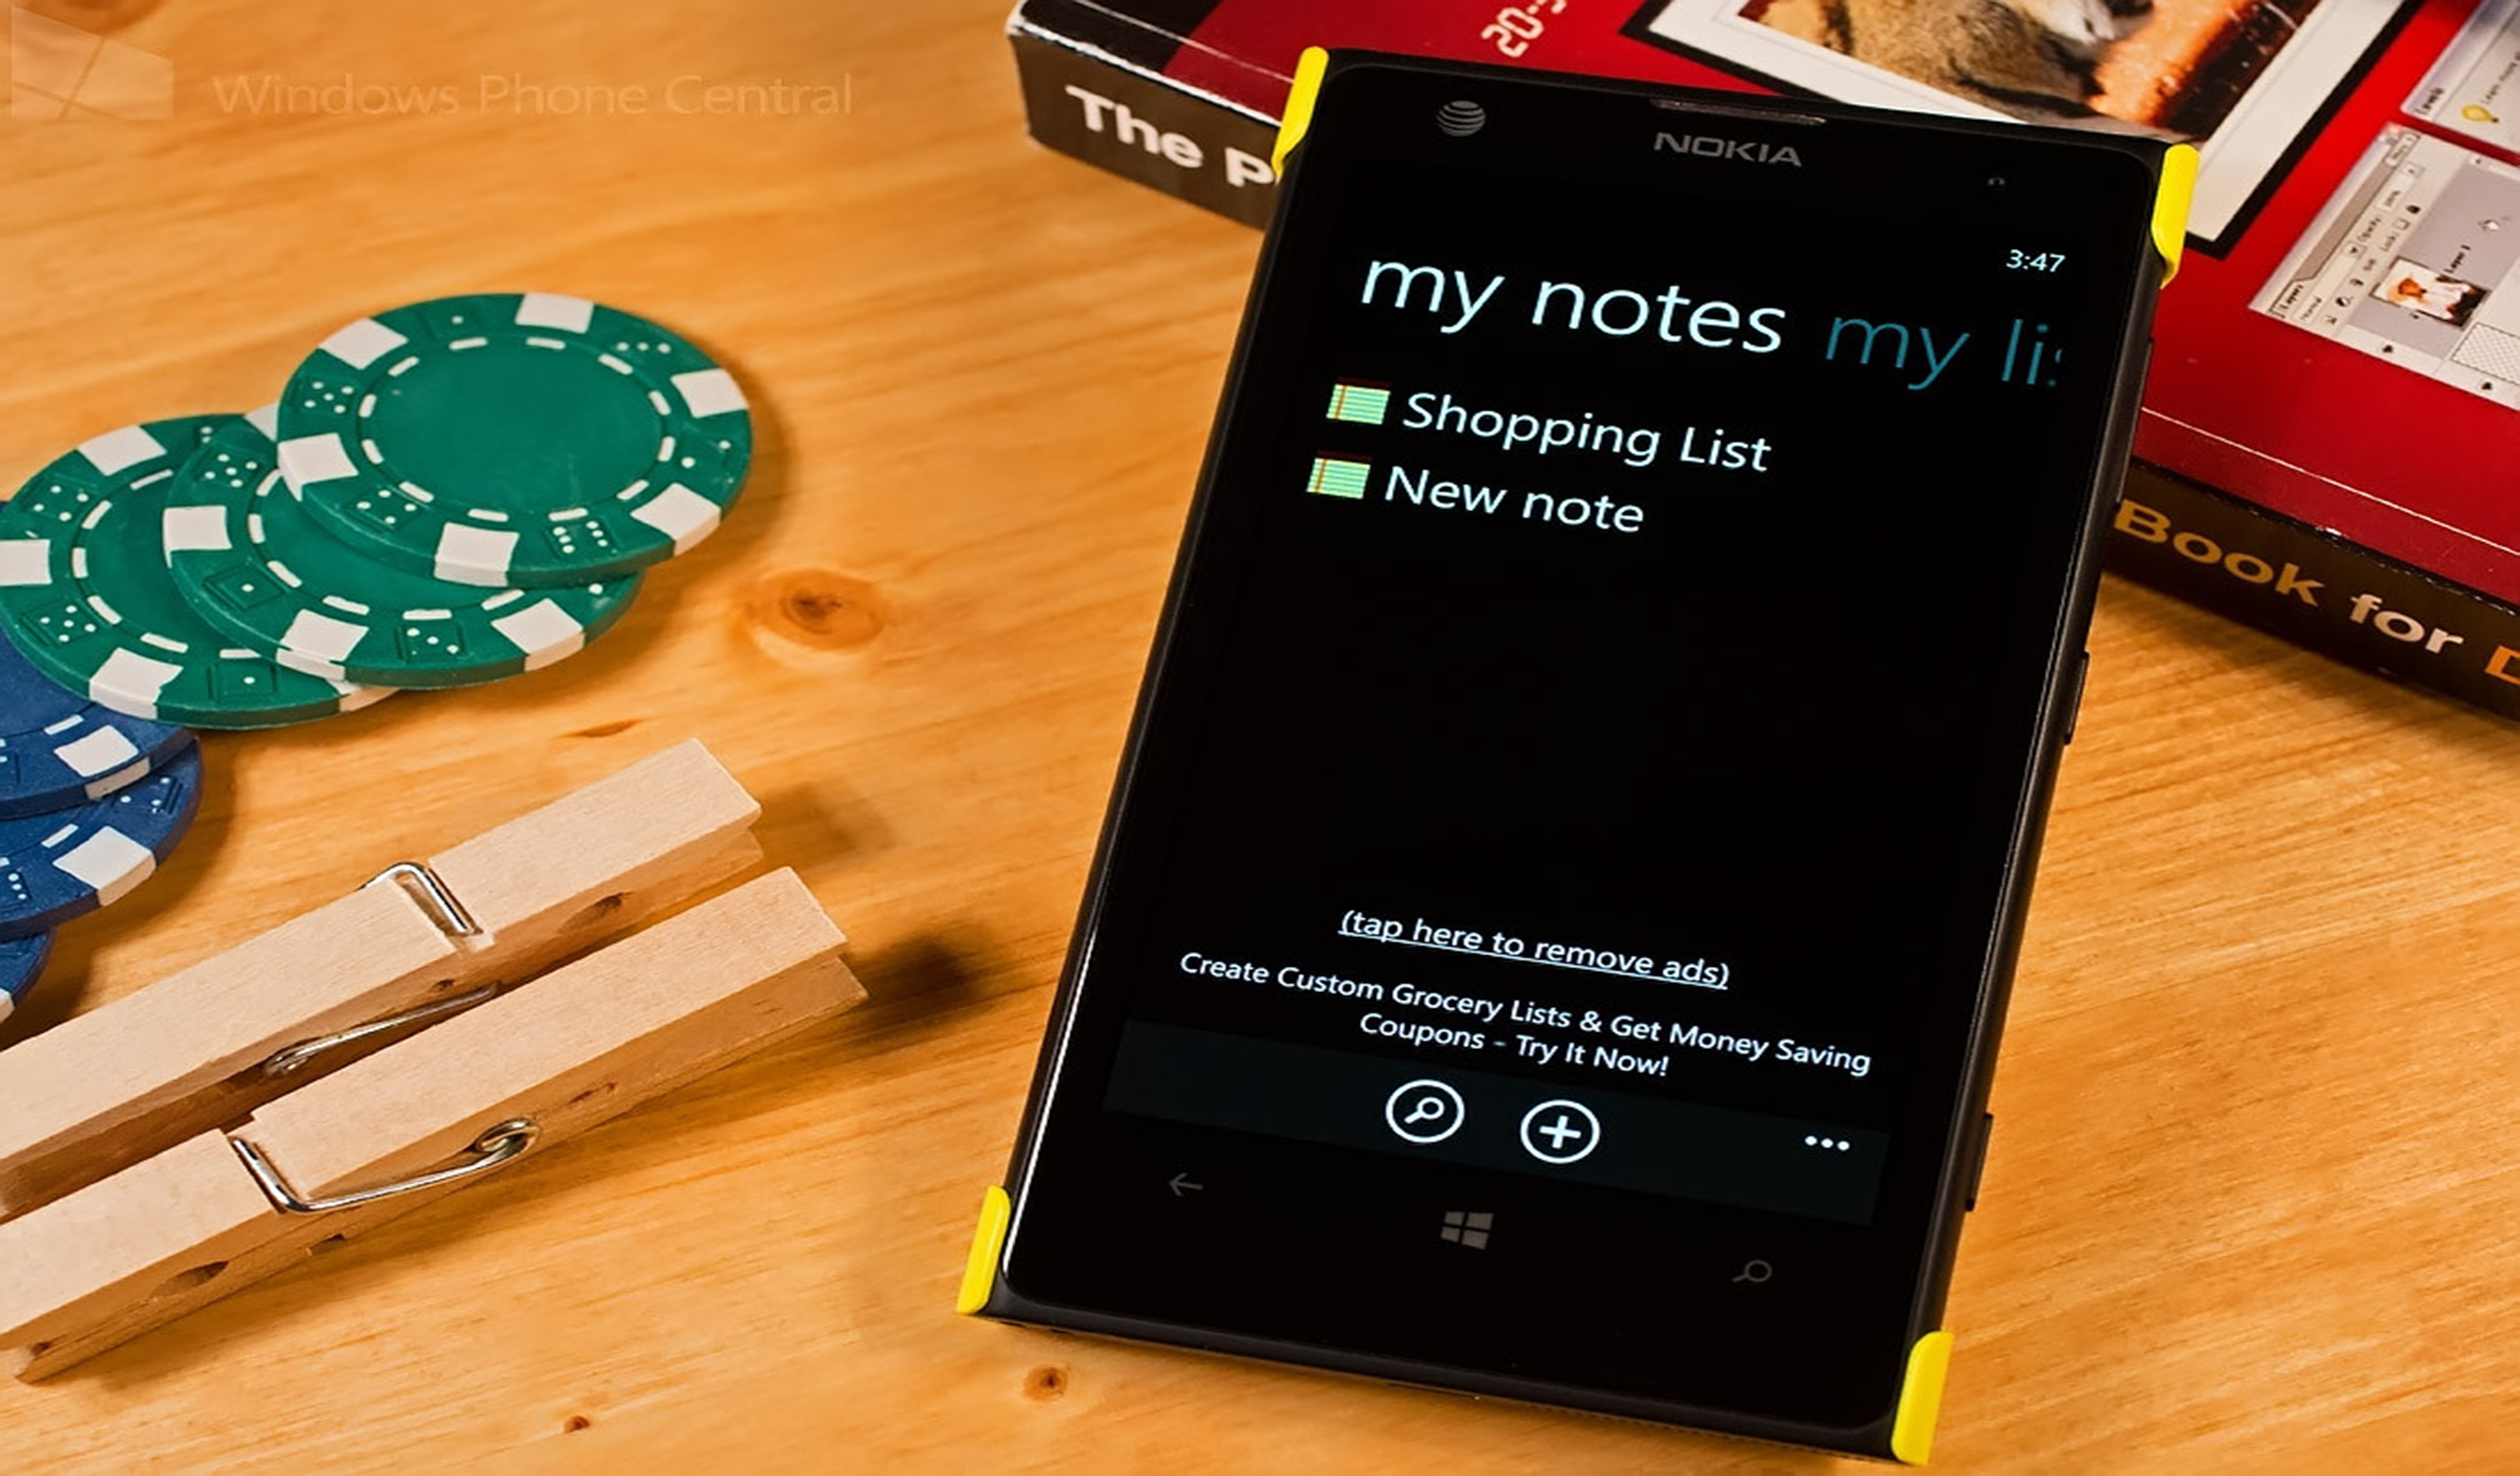 Windows Phone Central
The
NOKIA
3:47
my notes my
Shopping List
New note
(tap here to remove ads)
Create Custom Grocery Lists & Get Money Saving
Coupons - Try It Now!
Book for